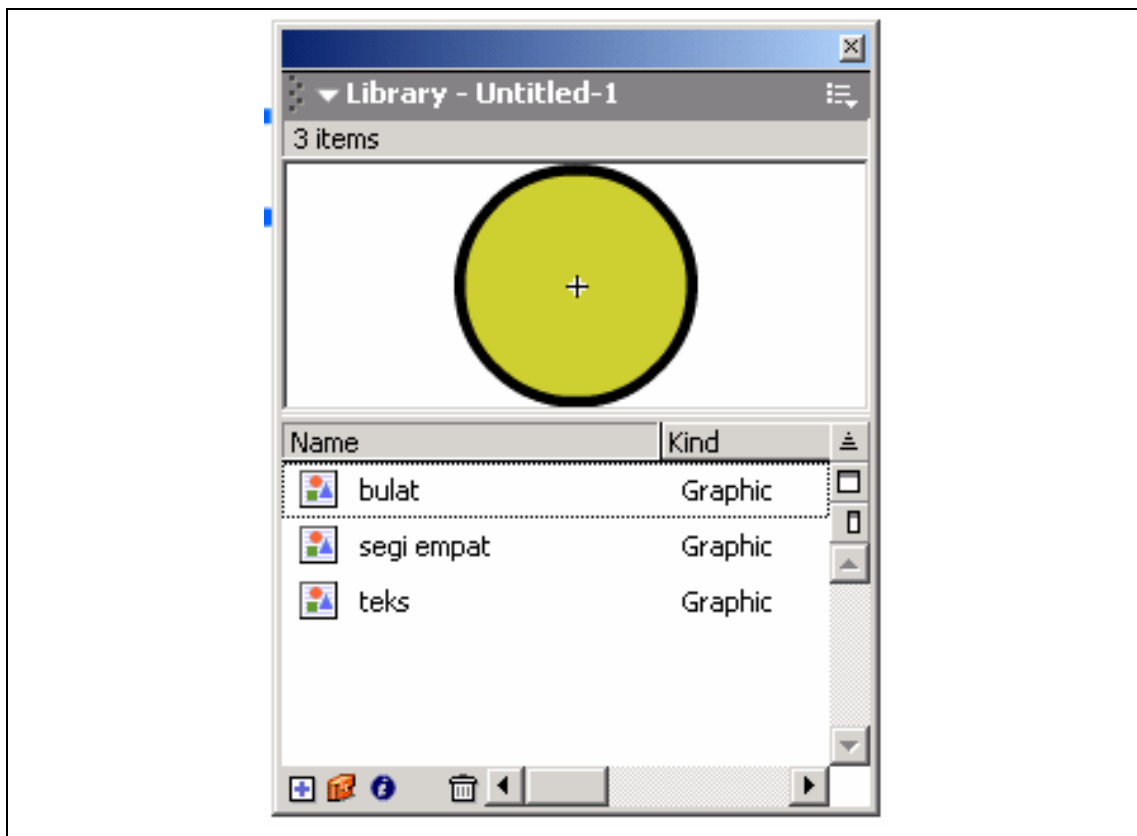 Library - Untitled-1
3 items
Name Kind
bulat Graphic
segi empat Graphic
teks Graphic